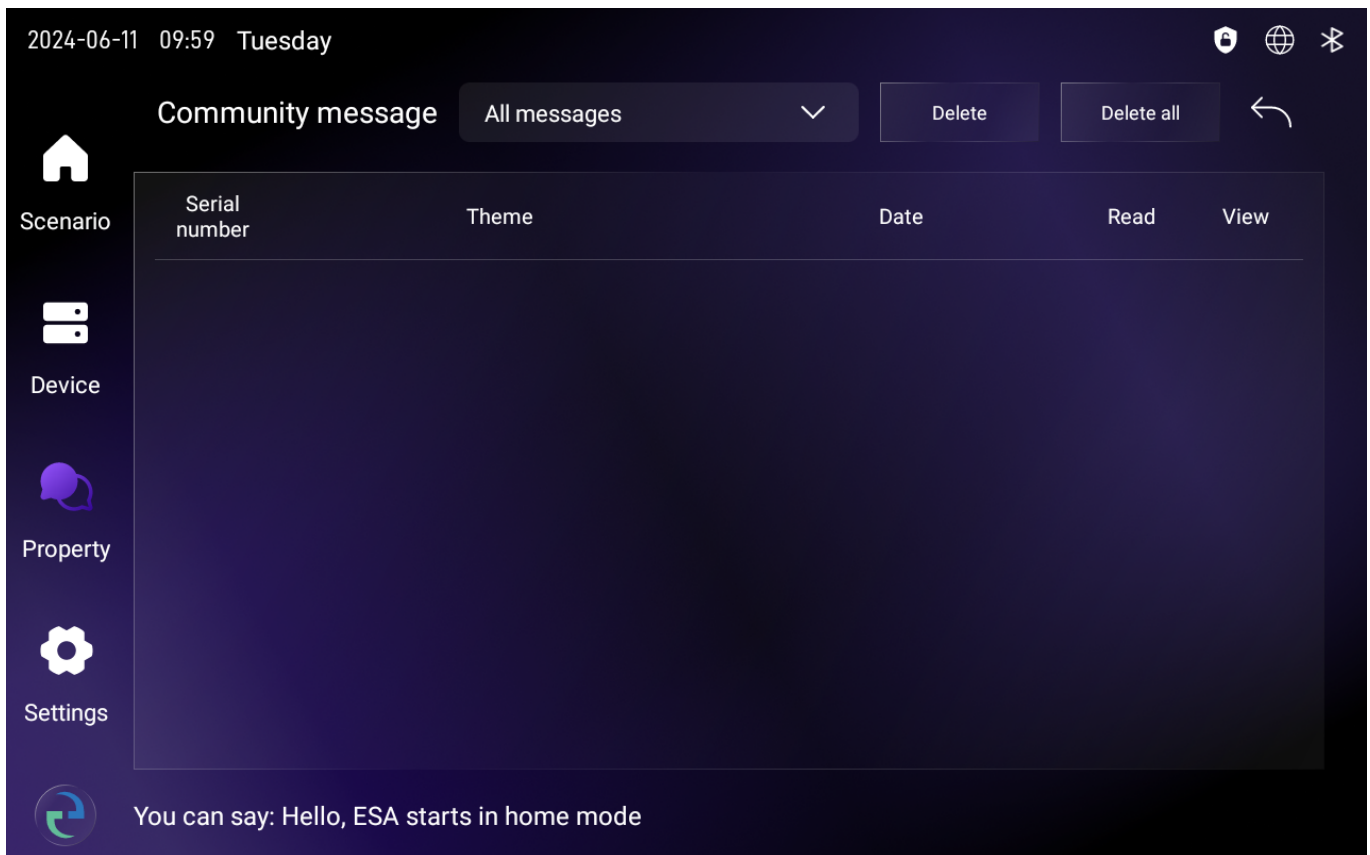 2024-06-11 09:59 Tuesday
Community message
All messages
Delete
Delete all
Scenario
Serial
number
Theme
Date
Read
View
Device
Property
Settings
You can say: Hello, ESA starts in home mode